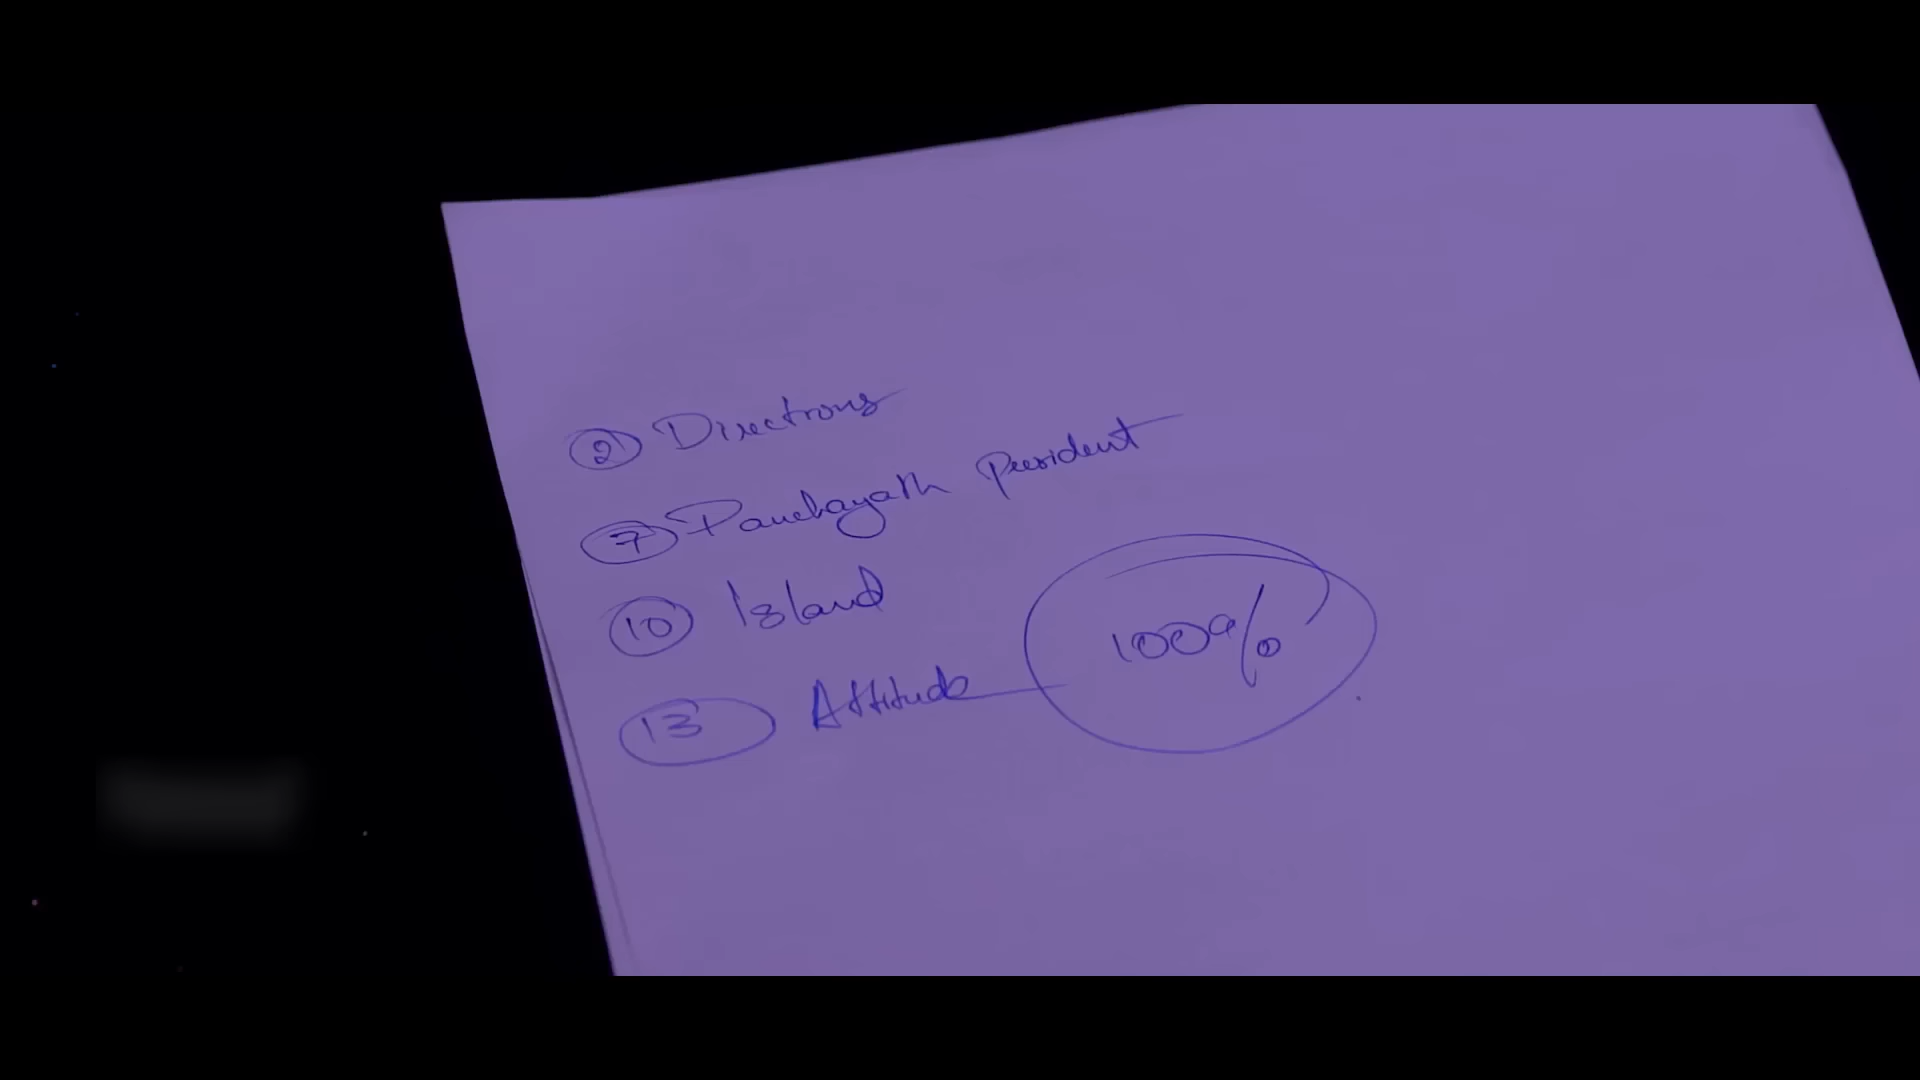 2 Directions
7 Panchayath President
10 Island
13 Attitude 100%